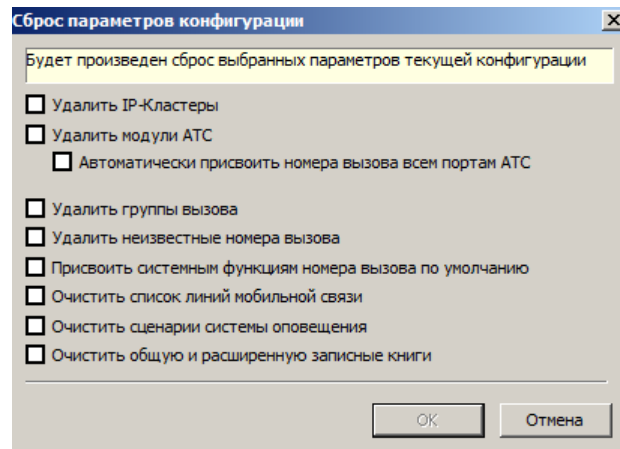 Сброс параметров конфигурации
Будет произведен сброс выбранных параметров текущей конфигурации
Удалить IP-Кластеры
Удалить модули АТС
Автоматически присвоить номера вызова всем портам АТС
Удалить группы вызова
Удалить неизвестные номера вызова
Присвоить системным функциям номера вызова по умолчанию
Очистить список линий мобильной связи
Очистить сценарии системы оповещения
Очистить общую и расширенную записные книги
OK
Отмена